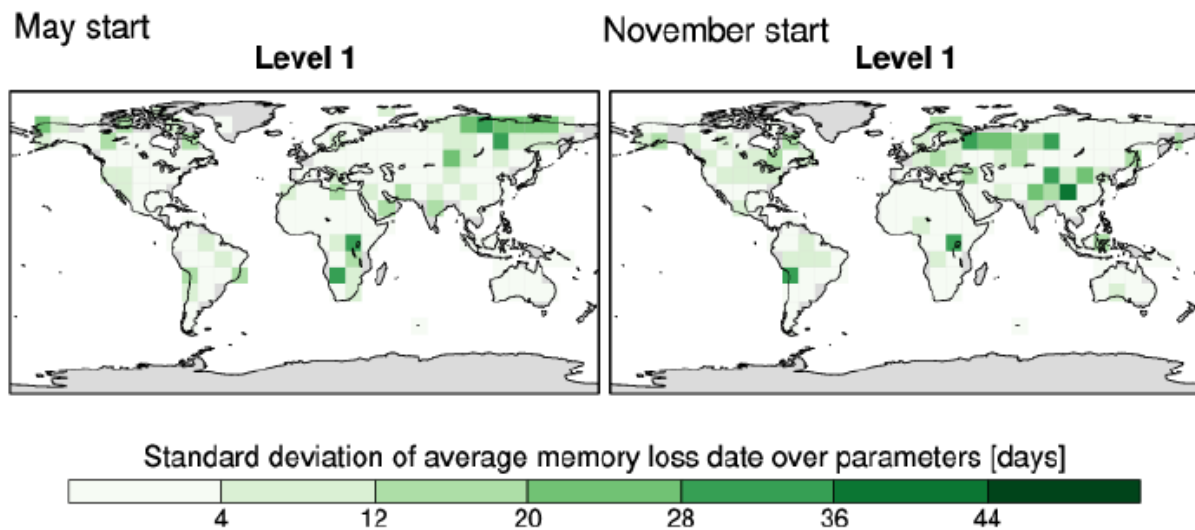 May start
Level 1
November start
Level 1
Standard deviation of average memory loss date over parameters [days]
4 12 20 28 36 44